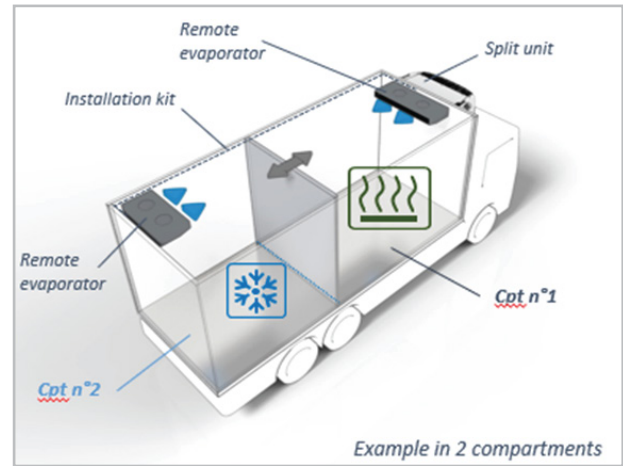 Remote
evaporator
Split unit
Installation kit
Remote
evaporator
Cpt n°1
Cpt n°2
Example in 2 compartments